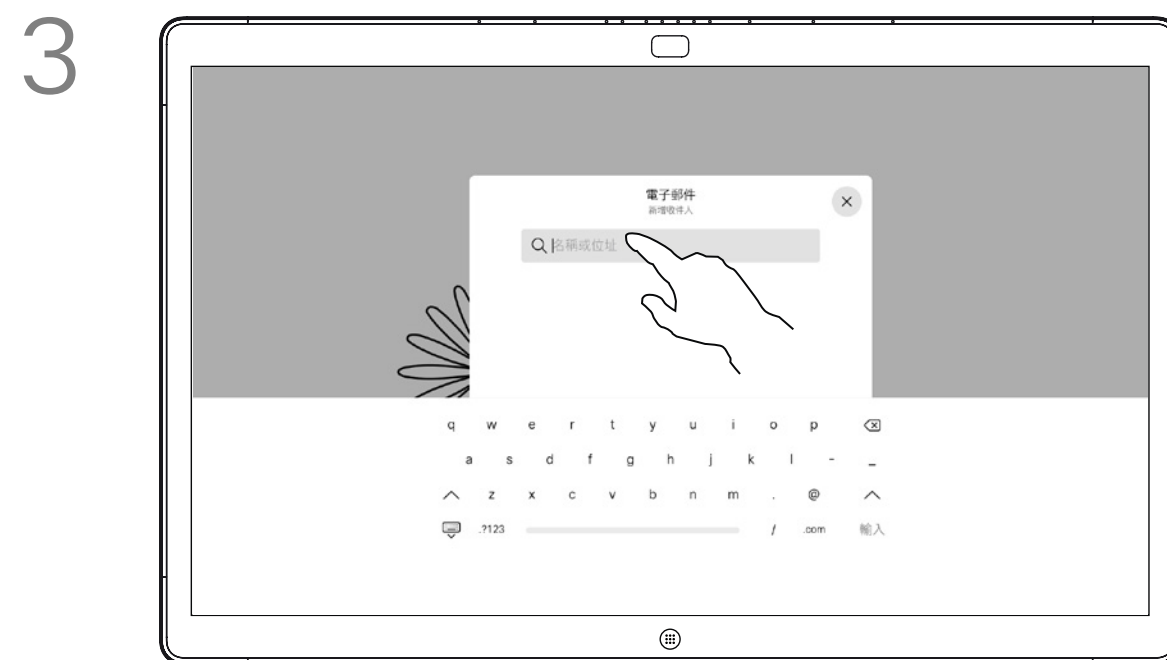 3
電子郵件
新增收件人
名稱或位址
q w e r t y u i o p
a s d f g h j k l - _
z x c v b n m . @
.?123 / .com 輸入